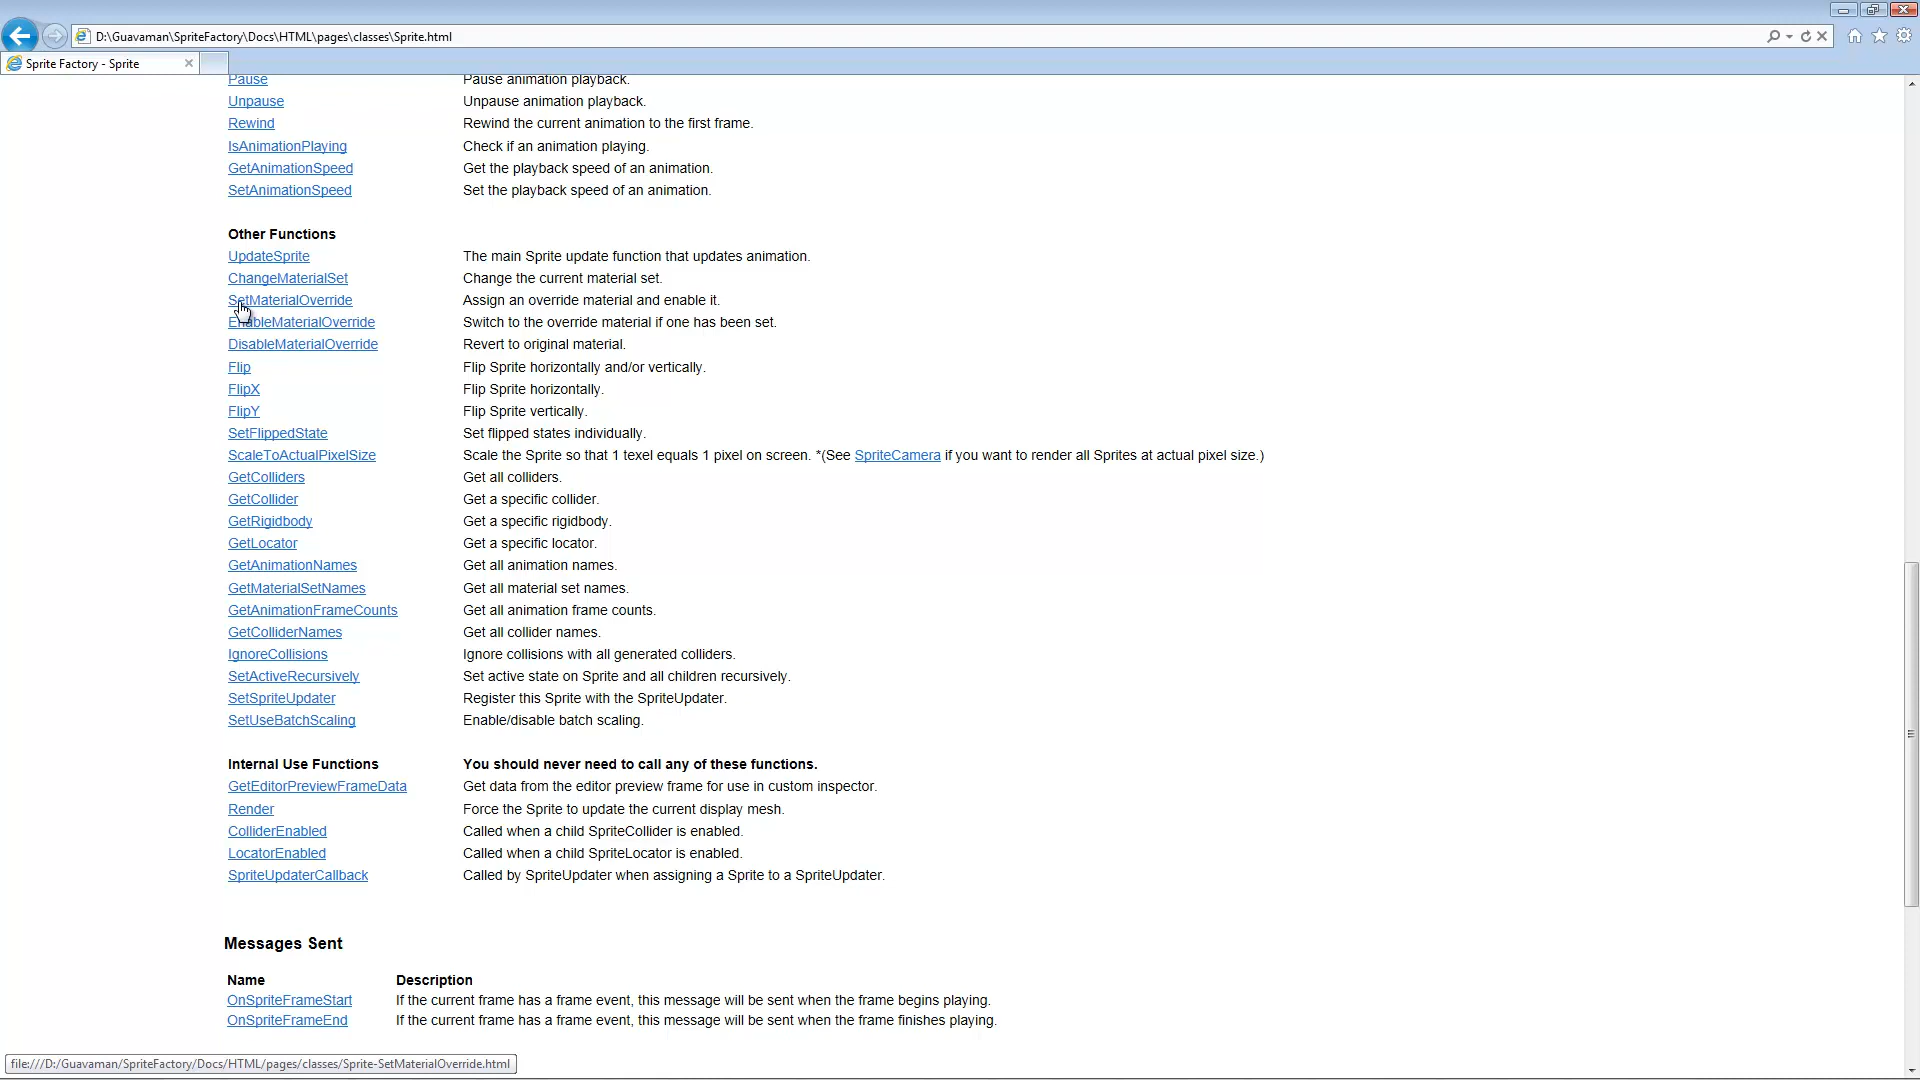 D:\Guavaman\SpriteFactory\Docs\HTML\pages\classes\Sprite.html
Sprite Factory - Sprite
Pause Pause animation playback.
Unpause Unpause animation playback.
Rewind Rewind the current animation to the first frame.
IsAnimationPlaying Check if an animation playing.
GetAnimationSpeed Get the playback speed of an animation.
SetAnimationSpeed Set the playback speed of an animation.
Other Functions
UpdateSprite The main Sprite update function that updates animation.
ChangeMaterialSet Change the current material set.
SetMaterialOverride Assign an override material and enable it.
EnableMaterialOverride Switch to the override material if one has been set.
DisableMaterialOverride Revert to original material.
Flip Flip Sprite horizontally and/or vertically.
FlipX Flip Sprite horizontally.
FlipY Flip Sprite vertically.
SetFlippedState Set flipped states individually.
ScaleToActualPixelSize Scale the Sprite so that 1 texel equals 1 pixel on screen. *(See SpriteCamera if you want to render all Sprites at actual pixel size.)
GetColliders Get all colliders.
GetCollider Get a specific collider.
GetRigidbody Get a specific rigidbody.
GetLocator Get a specific locator.
GetAnimationNames Get all animation names.
GetMaterialSetNames Get all material set names.
GetAnimationFrameCounts Get all animation frame counts.
GetColliderNames Get all collider names.
IgnoreCollisions Ignore collisions with all generated colliders.
SetActiveRecursively Set active state on Sprite and all children recursively.
SetSpriteUpdater Register this Sprite with the SpriteUpdater.
SetUseBatchScaling Enable/disable batch scaling.
Internal Use Functions You should never need to call any of these functions.
GetEditorPreviewFrameData Get data from the editor preview frame for use in custom inspector.
Render Force the Sprite to update the current display mesh.
ColliderEnabled Called when a child SpriteCollider is enabled.
LocatorEnabled Called when a child SpriteLocator is enabled.
SpriteUpdaterCallback Called by SpriteUpdater when assigning a Sprite to a SpriteUpdater.
Messages Sent
Name Description
OnSpriteFrameStart If the current frame has a frame event, this message will be sent when the frame begins playing.
OnSpriteFrameEnd If the current frame has a frame event, this message will be sent when the frame finishes playing.
file:///D:/Guavaman/SpriteFactory/Docs/HTML/pages/classes/Sprite-SetMaterialOverride.html